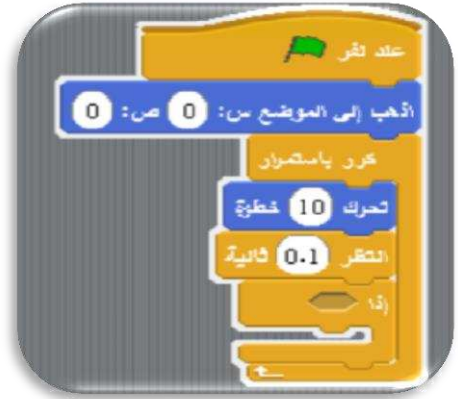 عند نقر
اذهب إلى الموضع س: 0 ص: 0
كرر باستمرار
تحرك 10 خطوة
انتظر 0.1 ثانية
إذا